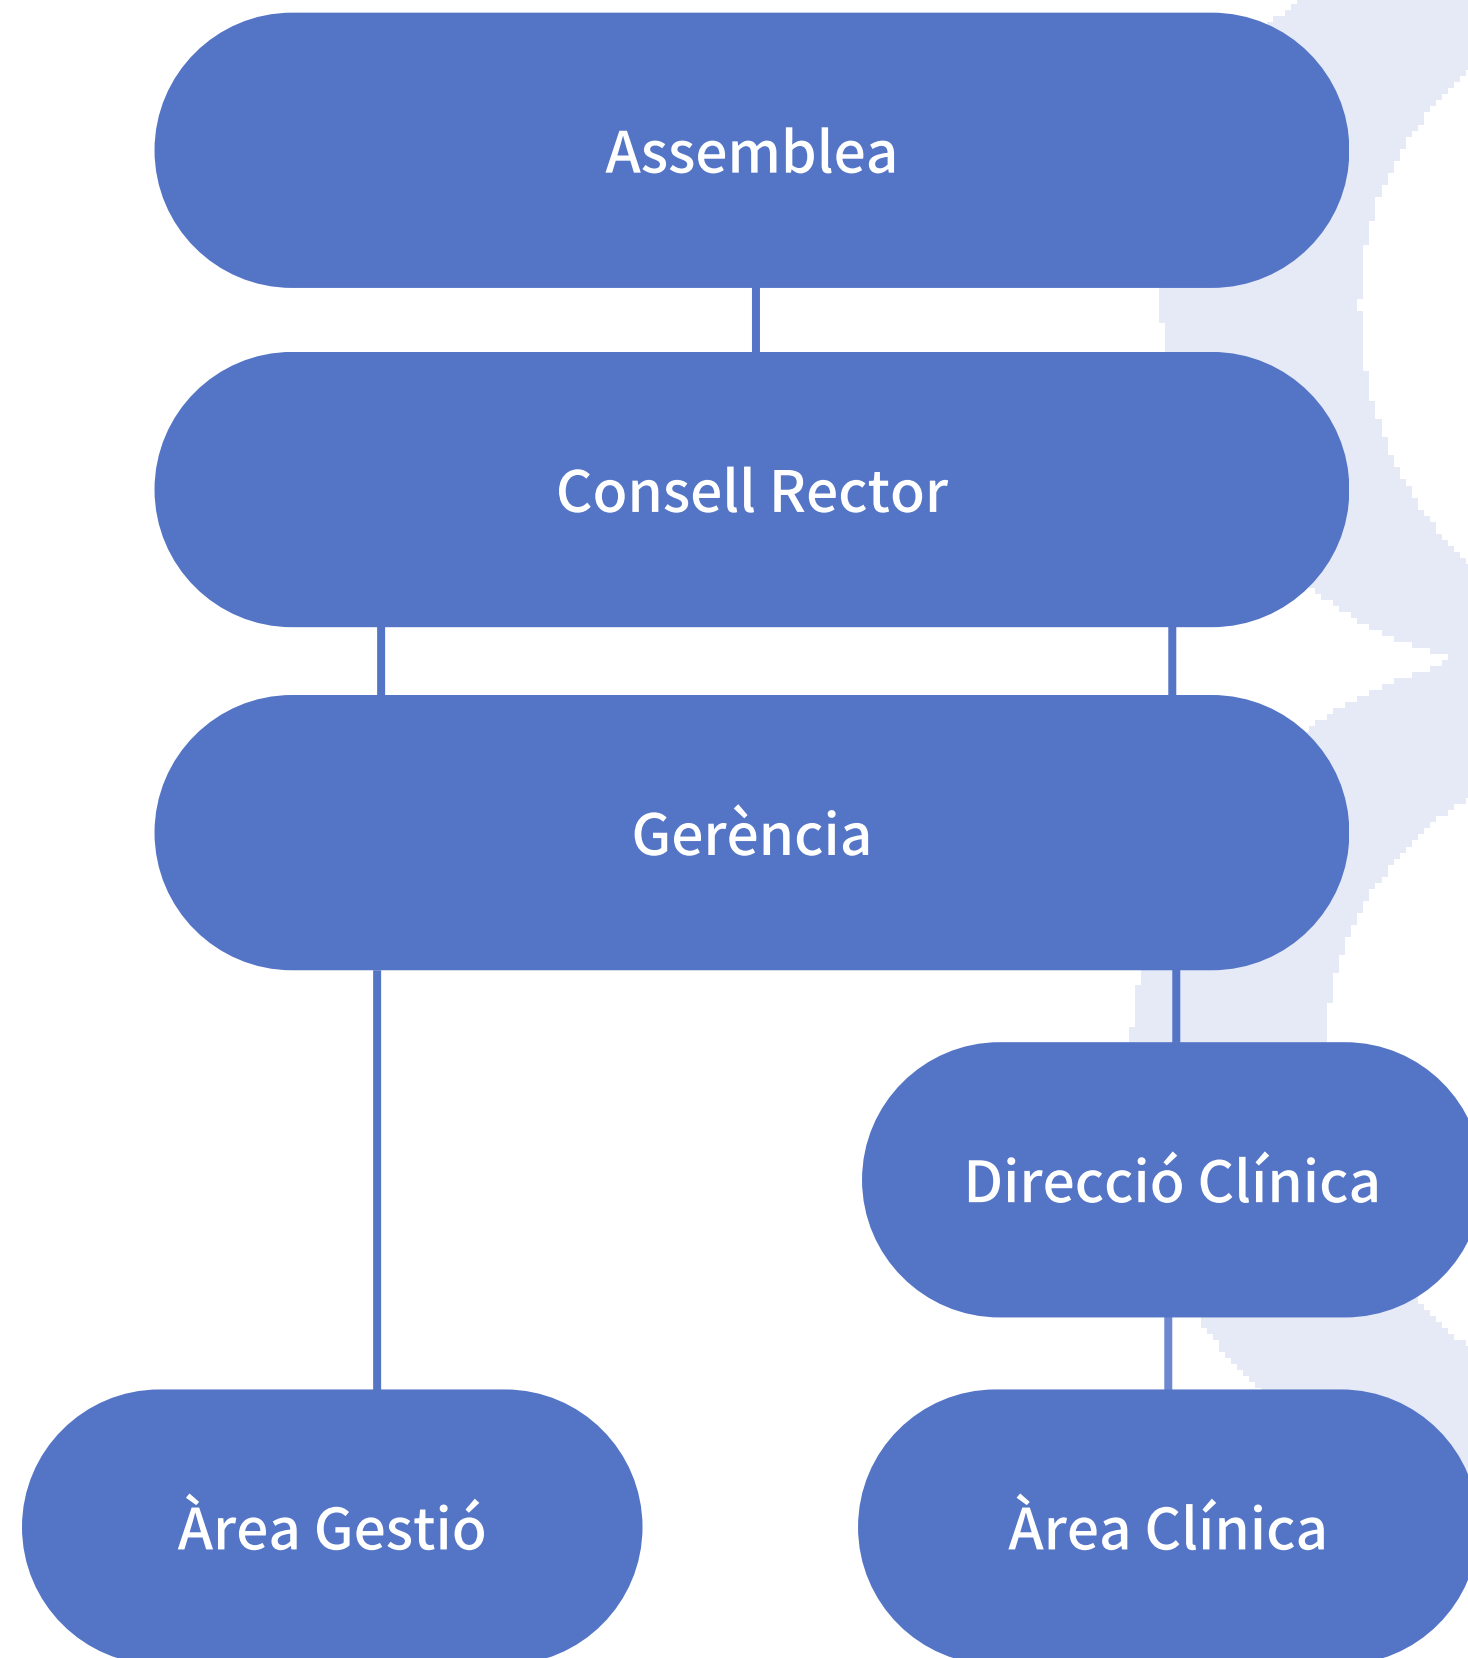 Assemblea
Consell Rector
Gerència
Direcció Clínica
Àrea Gestió
Àrea Clínica